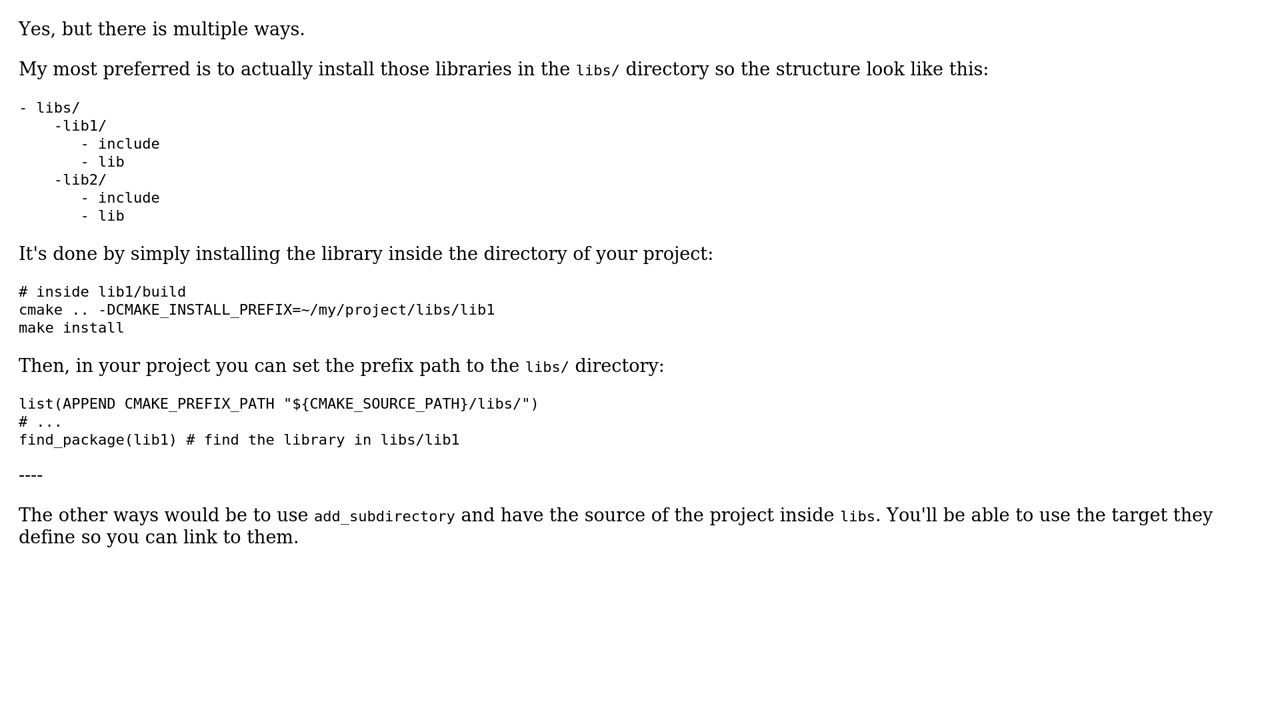 Yes, but there is multiple ways.
My most preferred is to actually install those libraries in the libs/ directory so the structure look like this:
- libs/
    -lib1/
       - include
       - lib
    -lib2/
       - include
       - lib
It's done by simply installing the library inside the directory of your project:
# inside lib1/build
cmake .. -DCMAKE_INSTALL_PREFIX=~/my/project/libs/lib1
make install
Then, in your project you can set the prefix path to the libs/ directory:
list(APPEND CMAKE_PREFIX_PATH "${CMAKE_SOURCE_PATH}/libs/")
# ...
find_package(lib1) # find the library in libs/lib1
----
The other ways would be to use add_subdirectory and have the source of the project inside libs. You'll be able to use the target they
define so you can link to them.